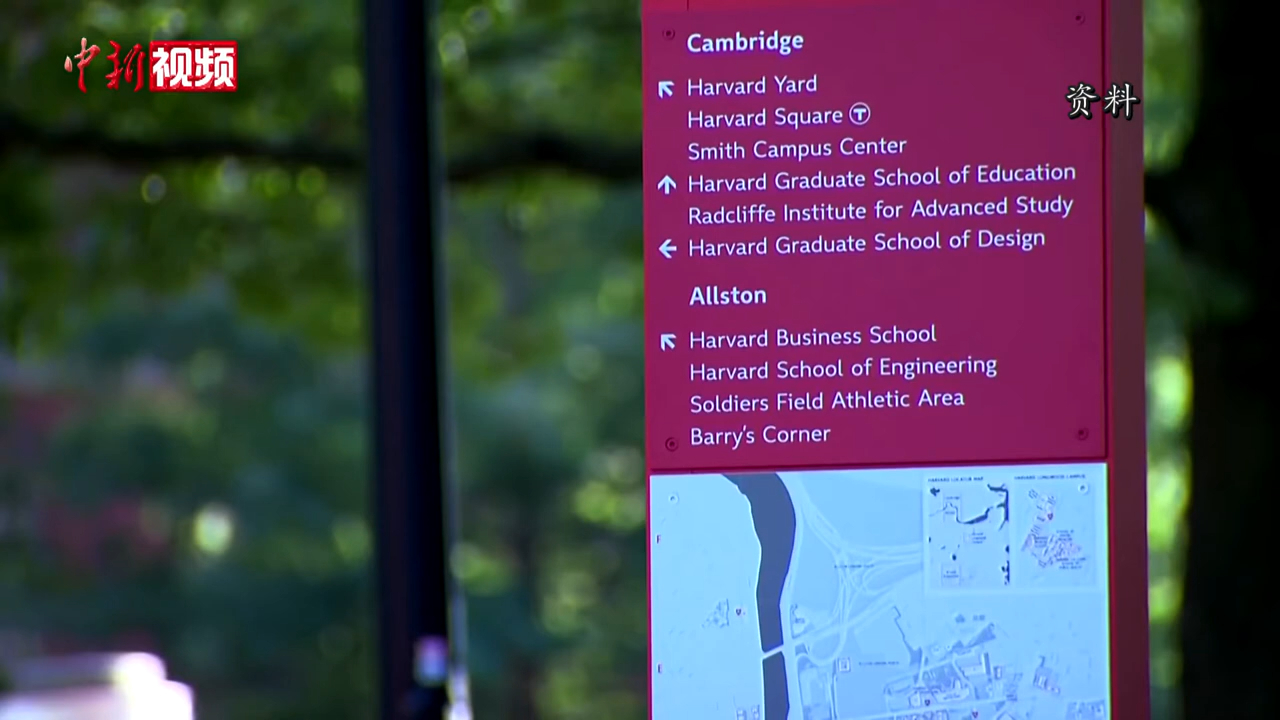 中新视频
资料
Cambridge
Harvard Yard
Harvard Square T
Smith Campus Center
Harvard Graduate School of Education
Radcliffe Institute for Advanced Study
Harvard Graduate School of Design
Allston
Harvard Business School
Harvard School of Engineering
Soldiers Field Athletic Area
Barry's Corner